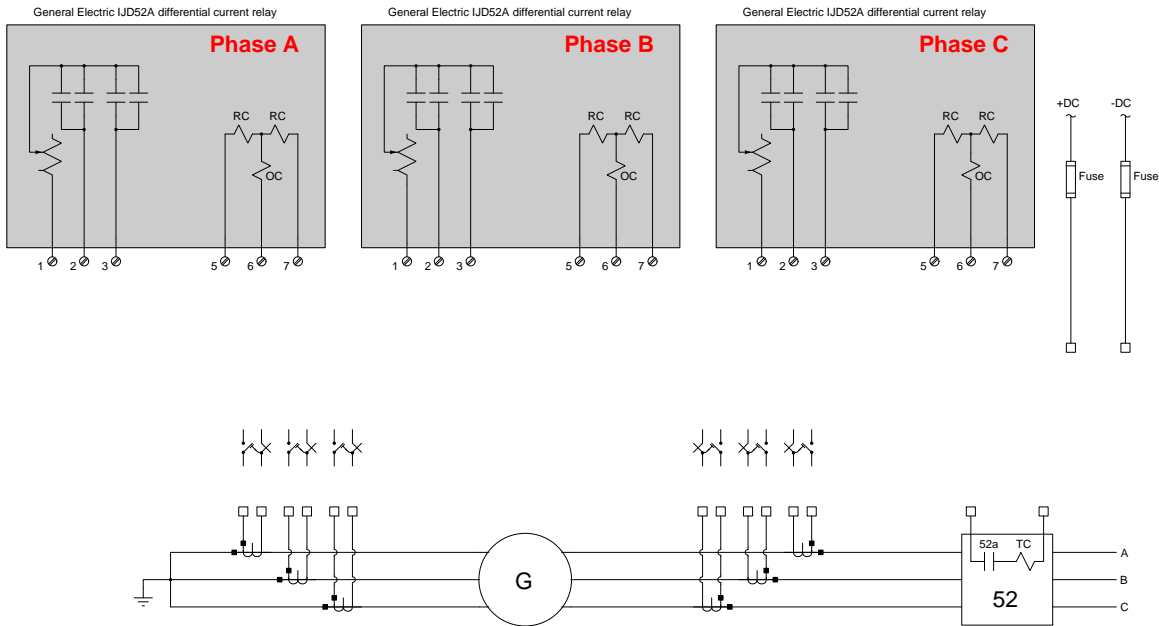 General Electric IJD52A differential current relay
General Electric IJD52A differential current relay
General Electric IJD52A differential current relay
Phase A
Phase B
Phase C
+DC
-DC
RC
RC
RC
RC
RC
RC
OC
OC
OC
Fuse
Fuse
1
2
3
5
6
7
1
2
3
5
6
7
1
2
3
5
6
7
52a
TC
A
G
B
52
C